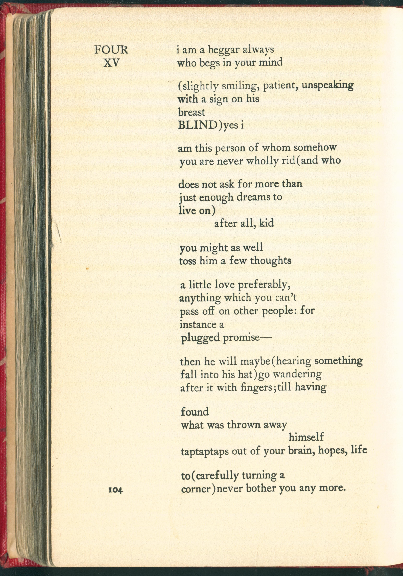 FOUR
XV
i am a beggar always
who begs in your mind
(slightly smiling, patient, unspeaking
with a sign on his
breast
BLIND)yes i
am this person of whom somehow
you are never wholly rid(and who
does not ask for more than
just enough dreams to
live on)
after all, kid
you might as well
toss him a few thoughts
a little love preferably,
anything which you can't
pass off on other people: for
instance a
plugged promise—
then he will maybe(hearing something
fall into his hat)go wandering
after it with fingers;till having
found
what was thrown away
himself
taptaptaps out of your brain, hopes, life
to(carefully turning a
corner)never bother you any more.
104